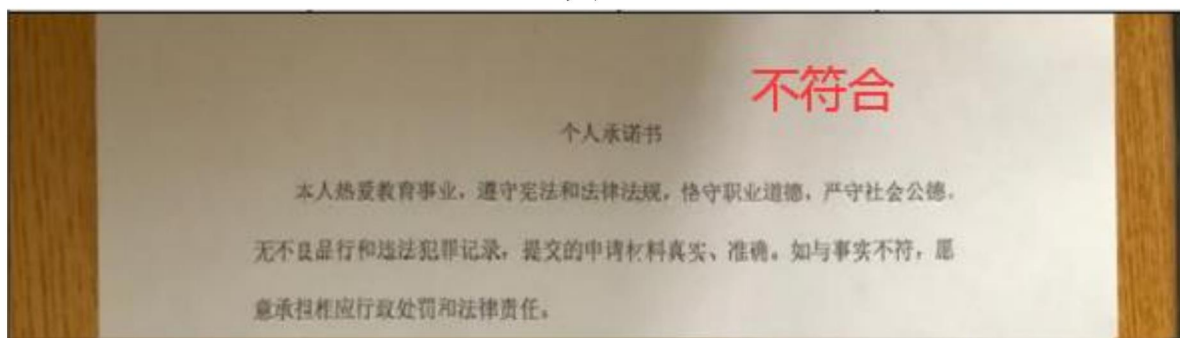 不符合
个人承诺书
本人热爱教育事业，遵守宪法和法律法规，恪守职业道德，严守社会公德。
无不良品行和违法犯罪记录，提交的申请材料真实、准确。如与事实不符，愿
意承担相应行政处罚和法律责任。